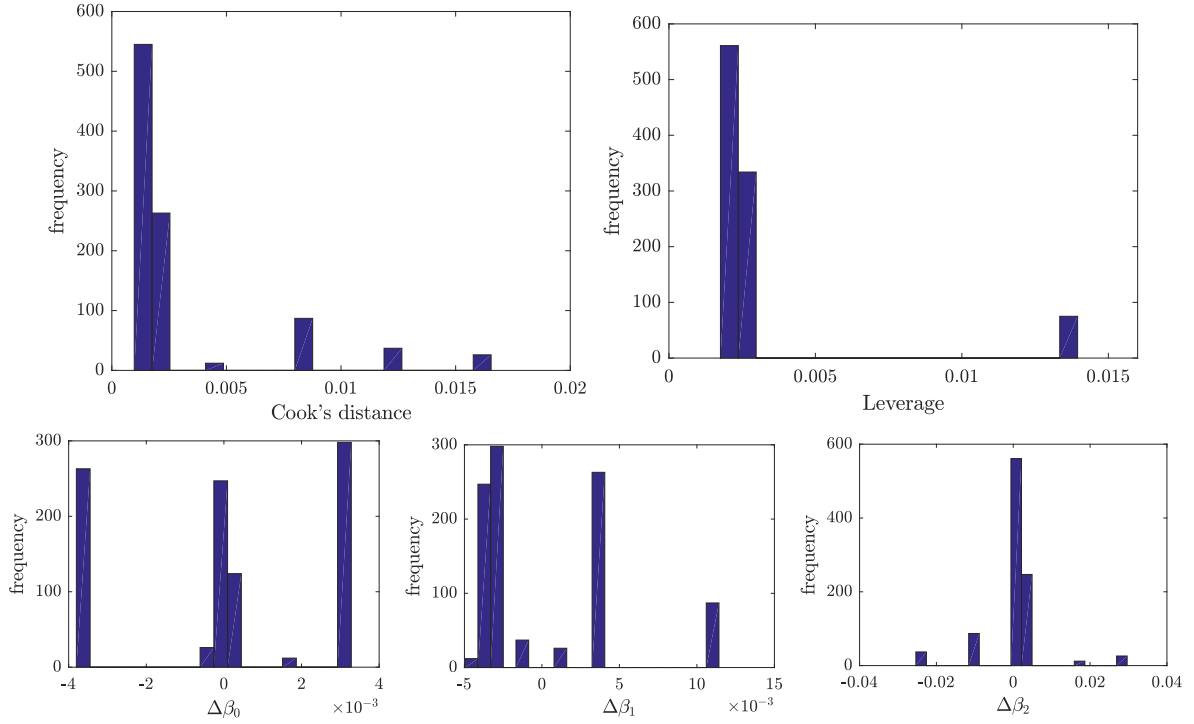 600
500
400
300
200
100
0
frequency
0 0.005 0.01 0.015 0.02
Cook's distance
600
500
400
300
200
100
0
frequency
0 0.005 0.01 0.015
Leverage
300
200
100
0
frequency
-4 -2 0 2 4
Δβ₀ ×10⁻³
300
200
100
0
frequency
-5 0 5 10 15
Δβ₁ ×10⁻³
600
400
200
0
frequency
-0.04 -0.02 0 0.02 0.04
Δβ₂